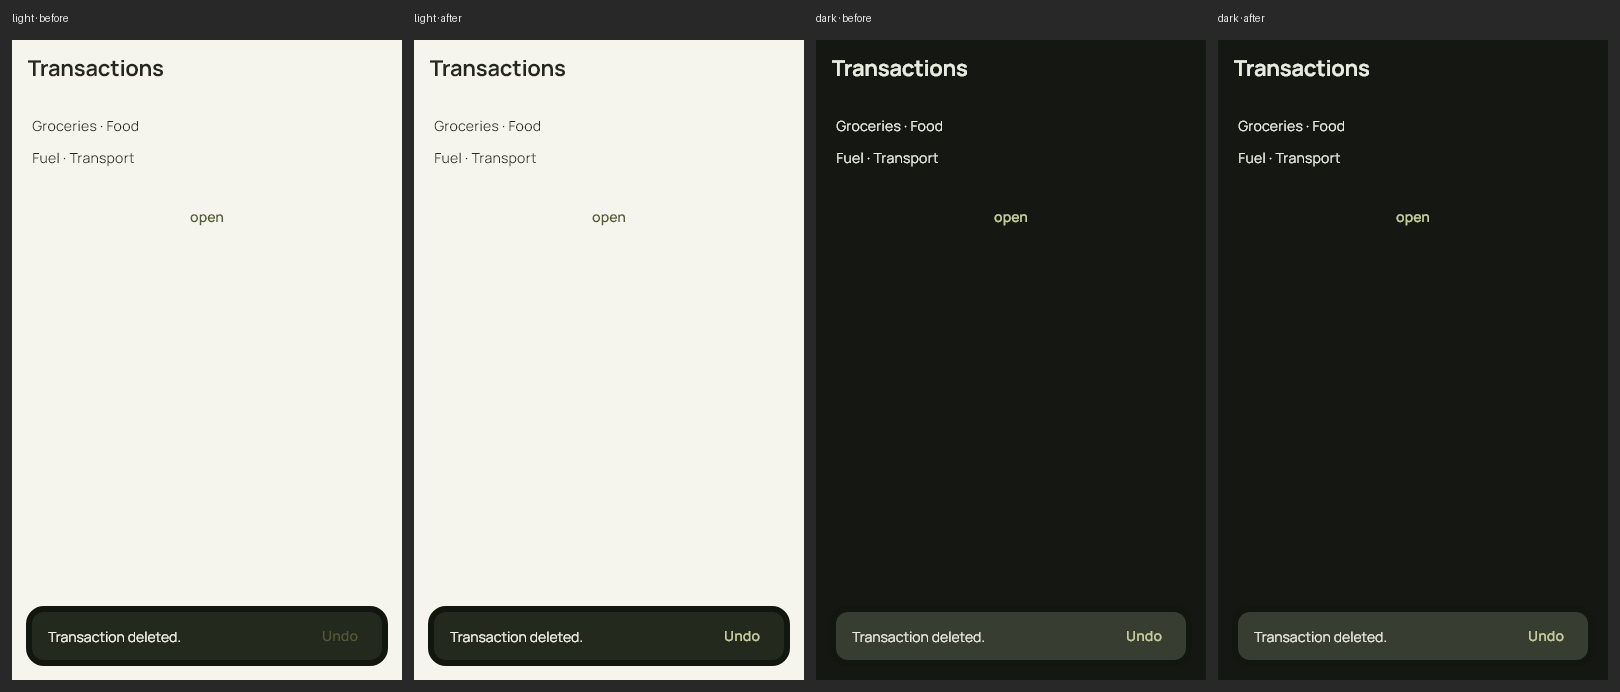 light·before
Transactions
Groceries · Food
Fuel · Transport
open
Transaction deleted.
Undo
light·after
Transactions
Groceries · Food
Fuel · Transport
open
Transaction deleted.
Undo
dark·before
Transactions
Groceries · Food
Fuel · Transport
open
Transaction deleted.
Undo
dark·after
Transactions
Groceries · Food
Fuel · Transport
open
Transaction deleted.
Undo